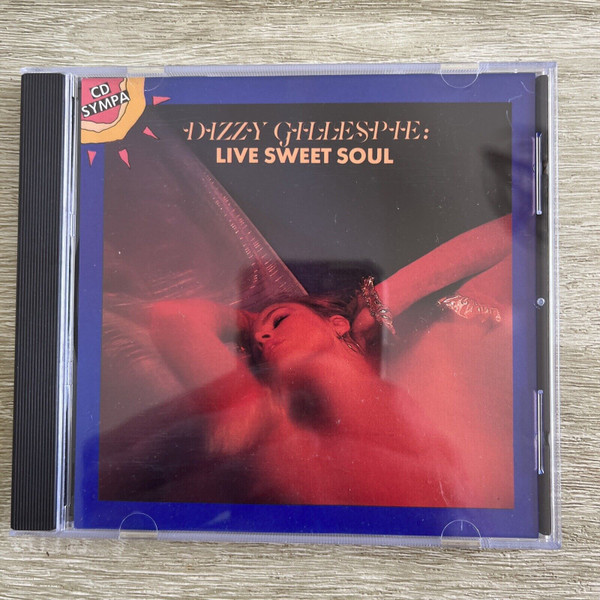 CD
SYMPA
DIZZY GILLESPIE:
LIVE SWEET SOUL